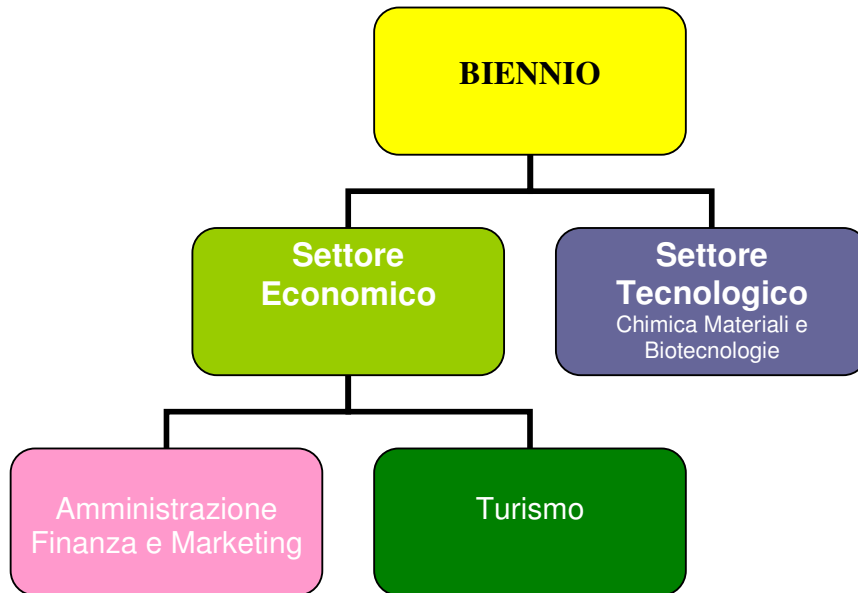 BIENNIO
Settore
Economico
Settore
Tecnologico
Chimica Materiali e
Biotecnologie
Amministrazione
Finanza e Marketing
Turismo